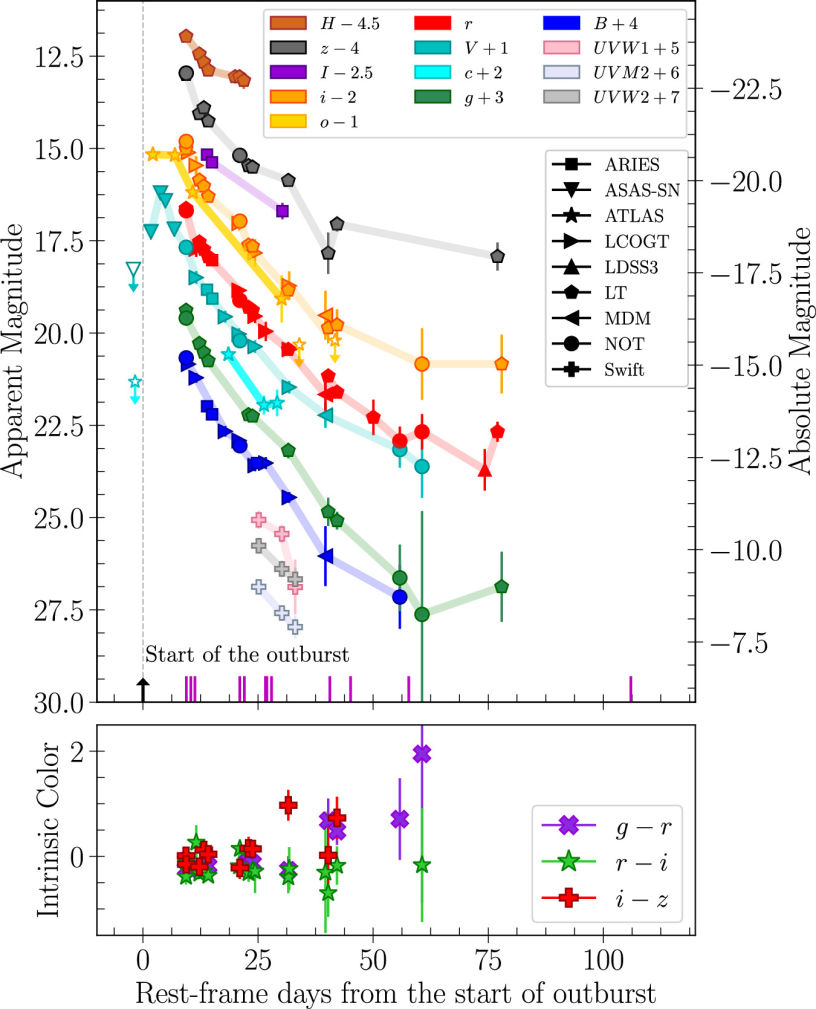 H − 4.5
z − 4
I − 2.5
i − 2
o − 1
r
V + 1
c + 2
g + 3
B + 4
UVW1 + 5
UVM2 + 6
UVW2 + 7
ARIES
ASAS-SN
ATLAS
LCOGT
LDSS3
LT
MDM
NOT
Swift
Apparent Magnitude
12.5
15.0
17.5
20.0
22.5
25.0
27.5
30.0
Absolute Magnitude
−22.5
−20.0
−17.5
−15.0
−12.5
−10.0
−7.5
Start of the outburst
Intrinsic Color
2
0
g − r
r − i
i − z
0 25 50 75 100
Rest-frame days from the start of outburst